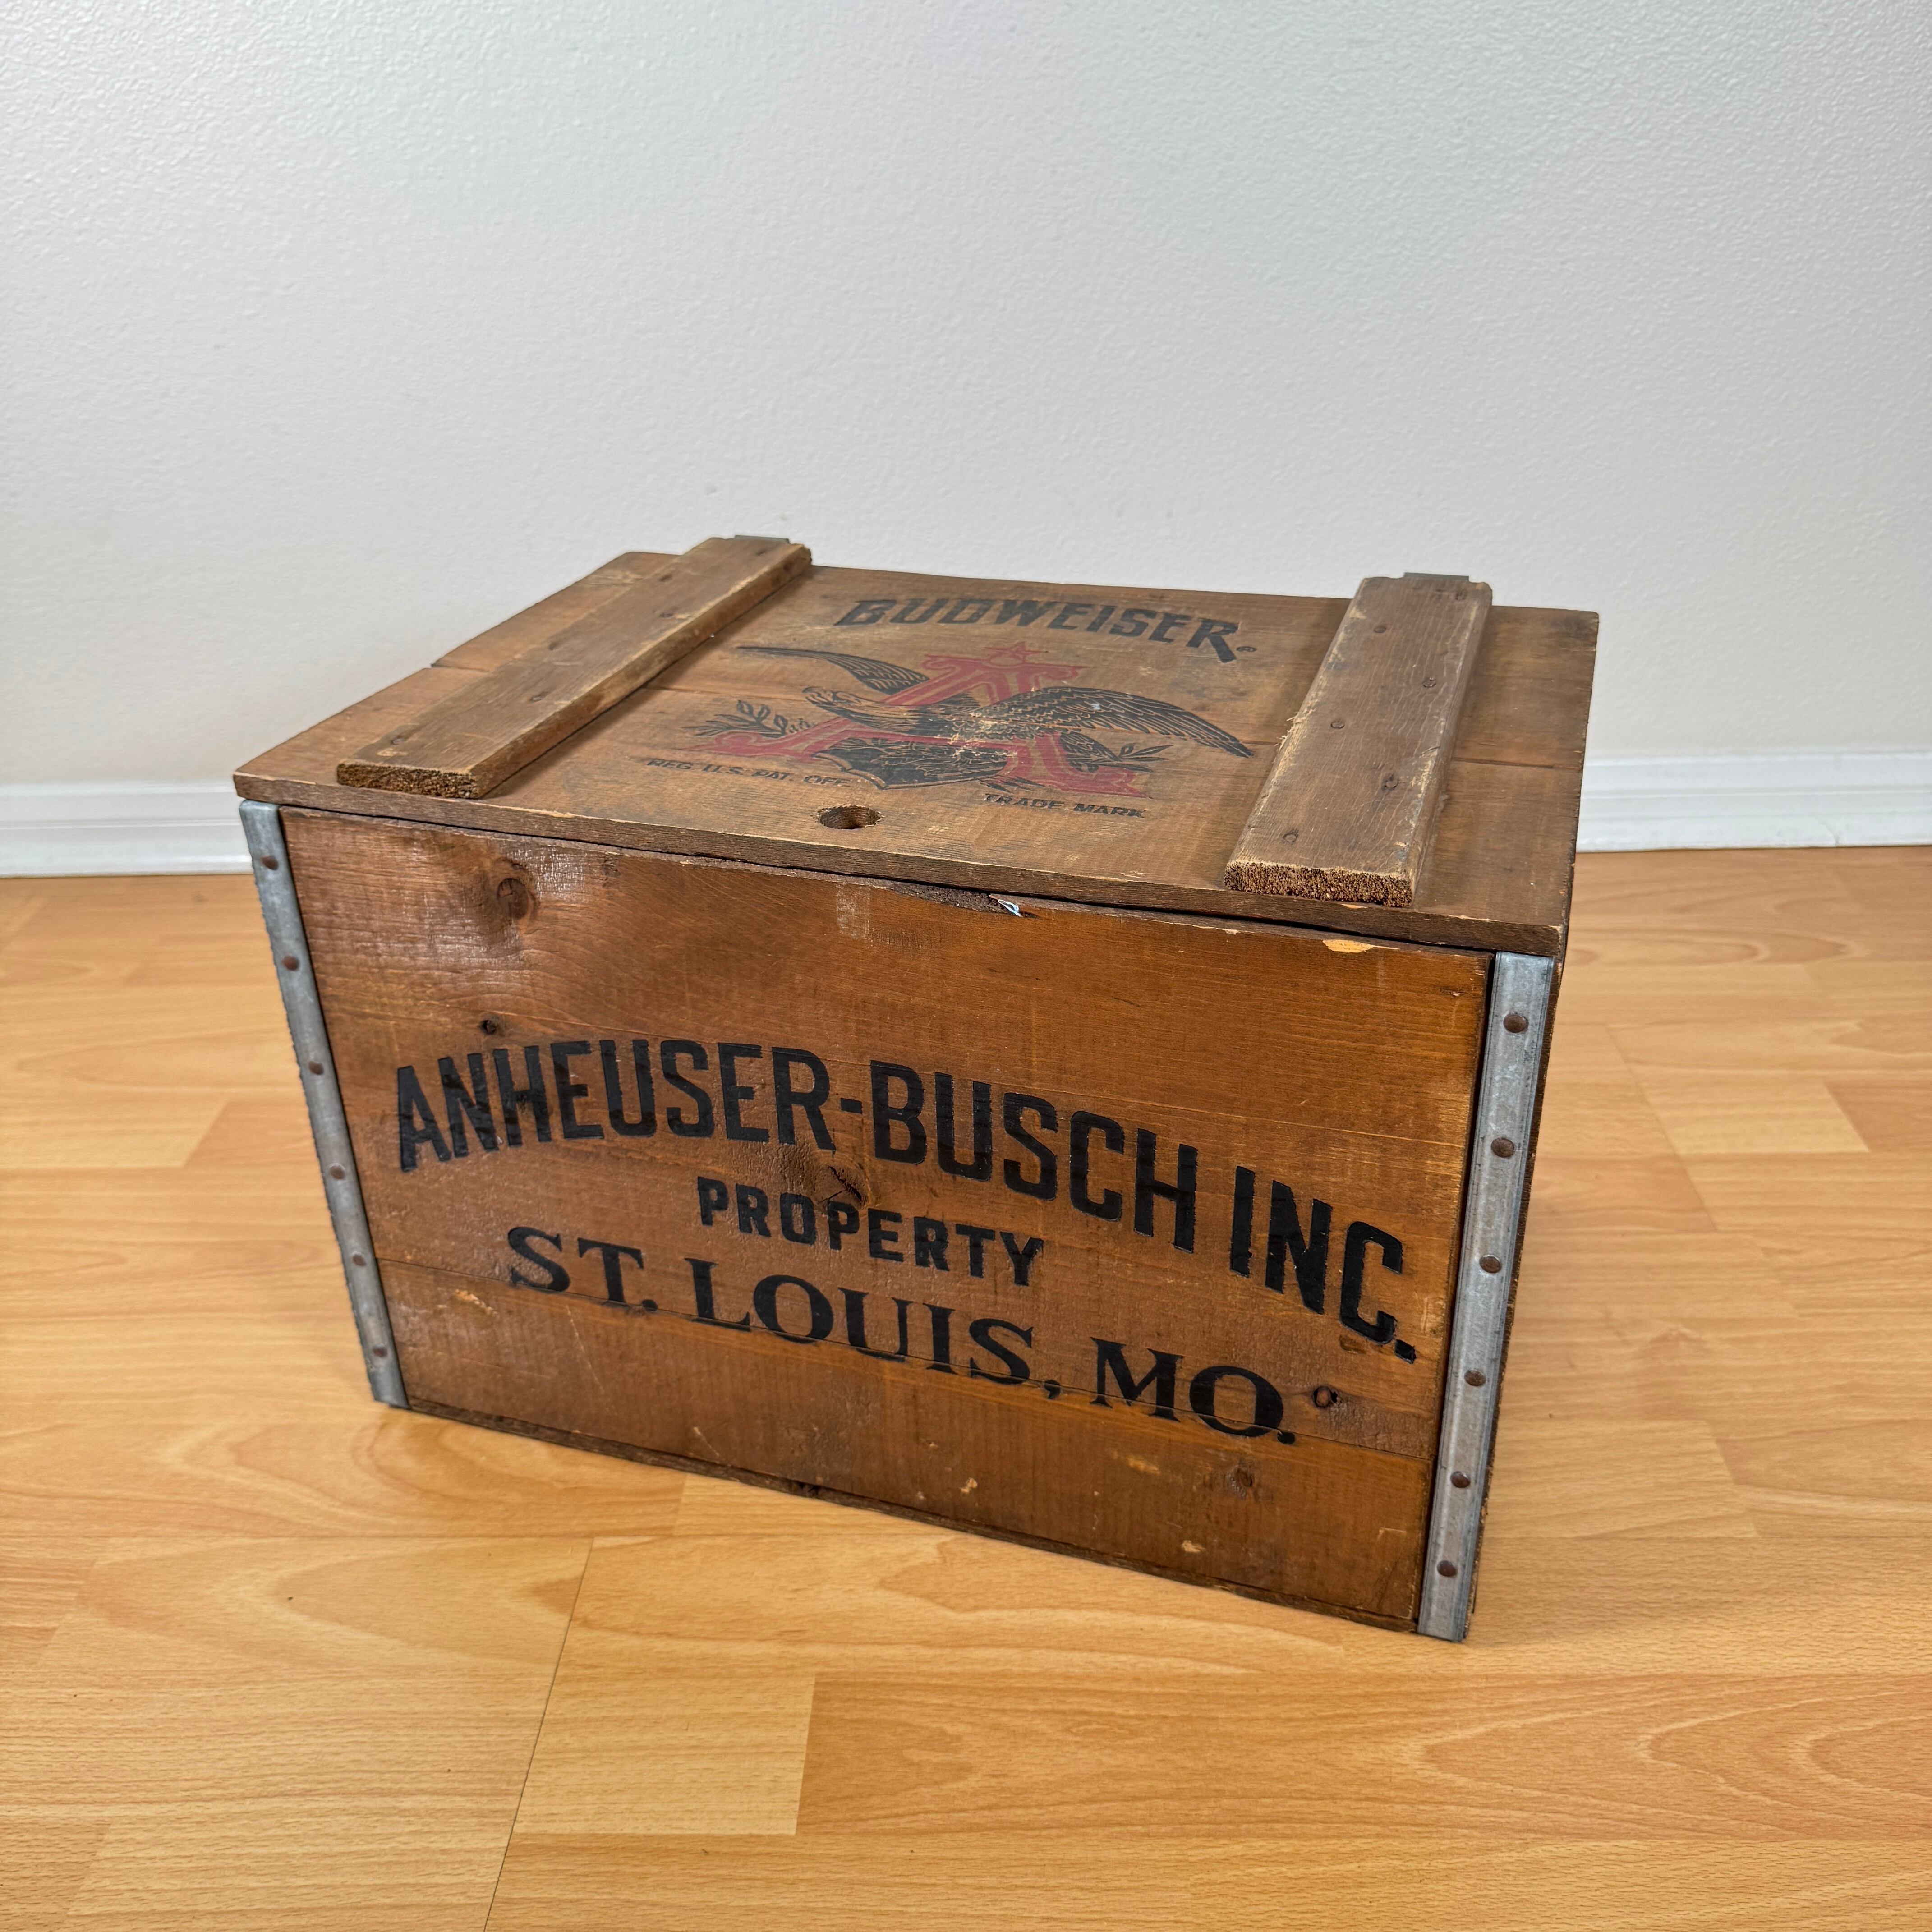 BUDWEISER®
REG. U.S. PAT. OFF.
TRADE MARK
ANHEUSER-BUSCH INC.
PROPERTY
ST. LOUIS, MO.